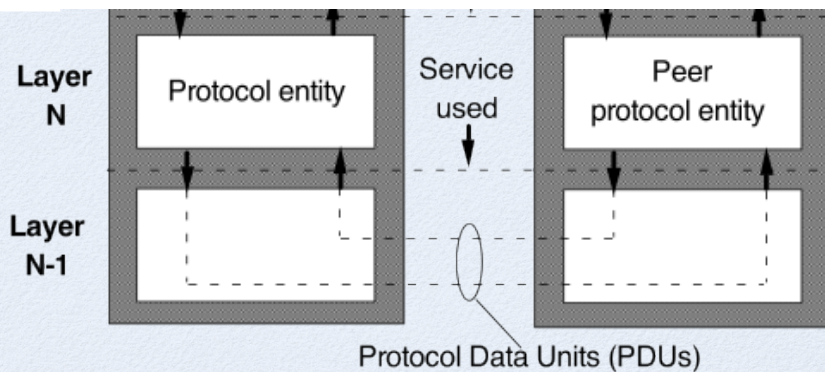 Layer
N
Protocol entity
Service
used
Peer
protocol entity
Layer
N-1
Protocol Data Units (PDUs)